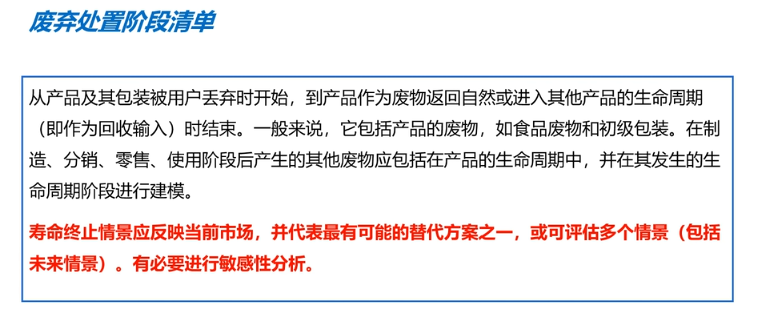 废弃处置阶段清单
从产品及其包装被用户丢弃时开始，到产品作为废物返回自然或进入其他产品的生命周期
（即作为回收输入）时结束。一般来说，它包括产品的废物，如食品废物和初级包装。在制
造、分销、零售、使用阶段后产生的其他废物应包括在产品的生命周期中，并在其发生的生
命周期阶段进行建模。
寿命终止情景应反映当前市场，并代表最有可能的替代方案之一，或可评估多个情景（包括
未来情景）。有必要进行敏感性分析。